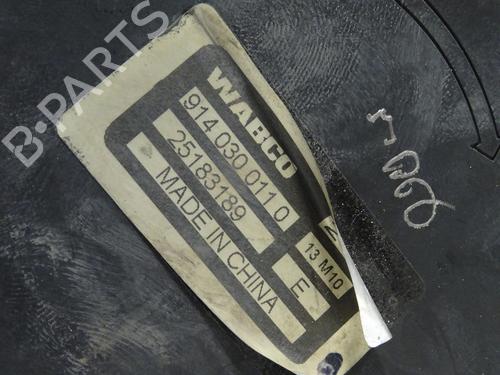 B-PARTS
WABCO
914 030 011 0
25183189
13 M10
E
MADE IN CHINA